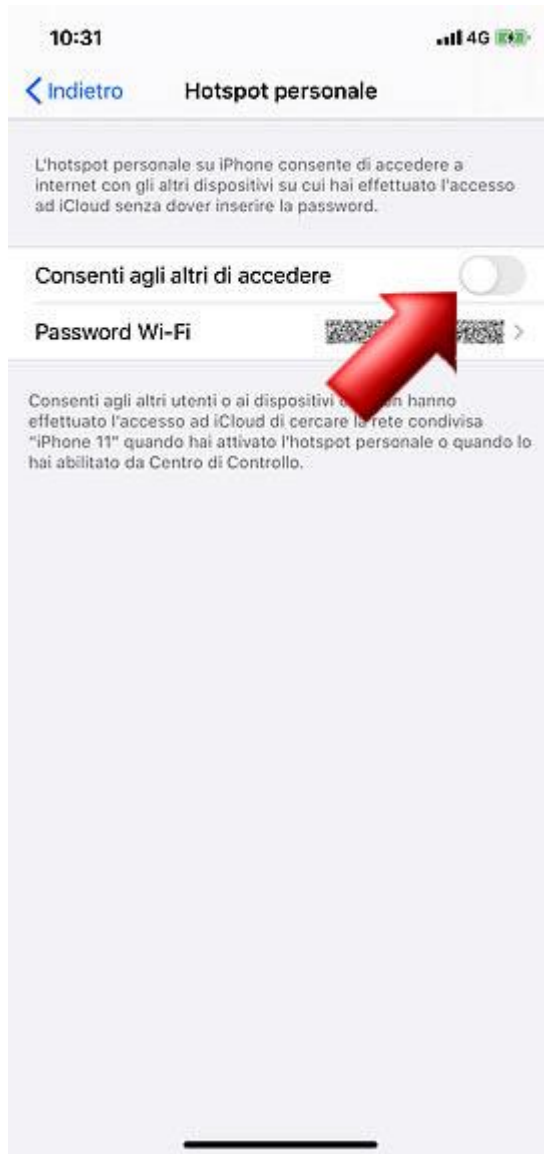 10:31
4G
Indietro
Hotspot personale
L'hotspot personale su iPhone consente di accedere a
internet con gli altri dispositivi su cui hai effettuato l'accesso
ad iCloud senza dover inserire la password.
Consenti agli altri di accedere
Password Wi-Fi
Consenti agli altri utenti o ai dispositivi hanno
effettuato l'accesso ad iCloud di cercare la rete condivisa
"iPhone 11" quando hai attivato l'hotspot personale o quando lo
hai abilitato da Centro di Controllo.